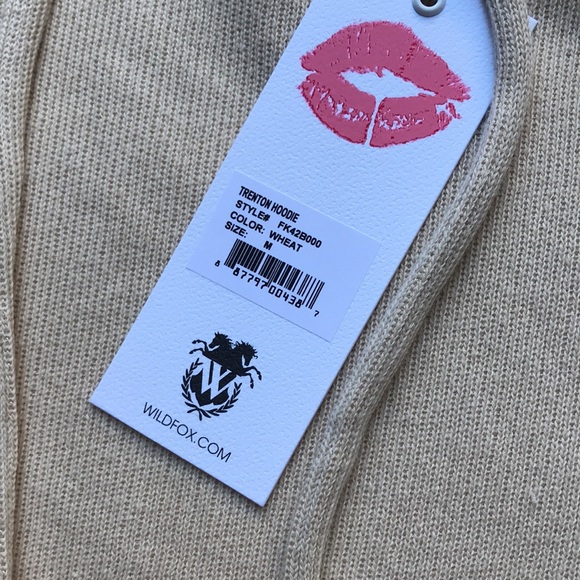 TRENTON HOODIE
STYLE# FK42B000
COLOR: WHEAT
SIZE: M
8 87797 00438 7
W
WILDFOX.COM